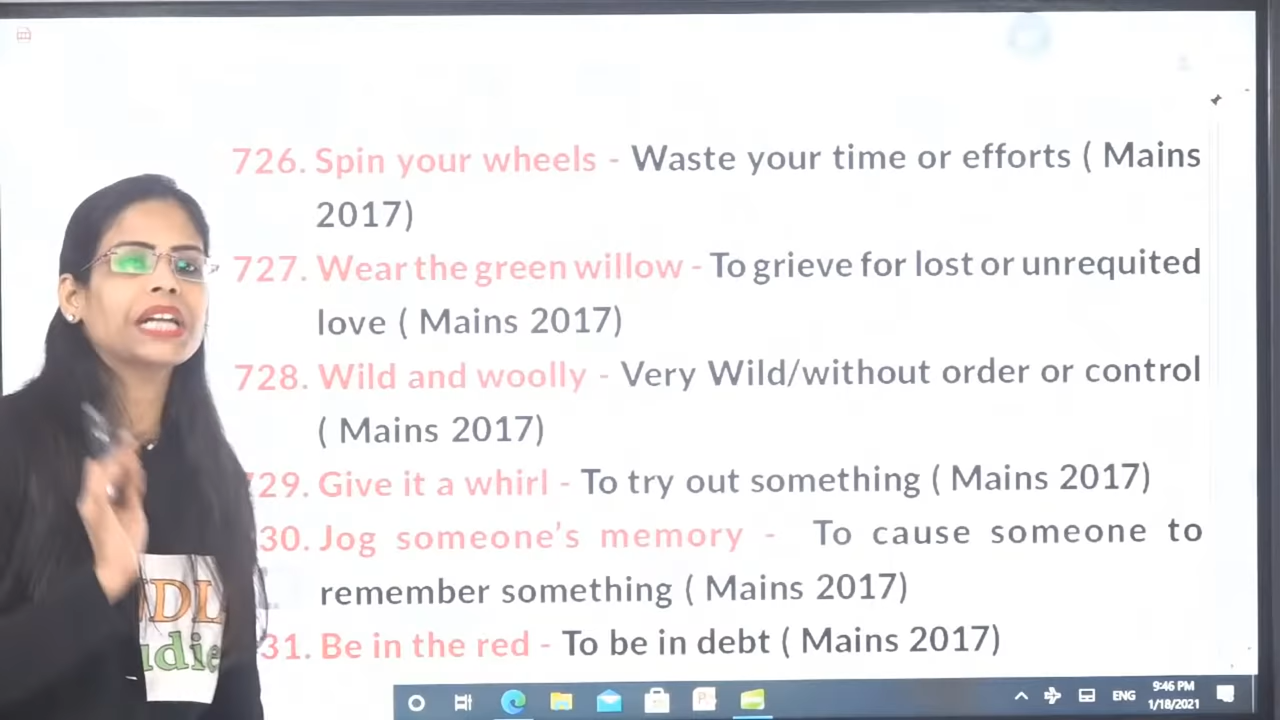 726. Spin your wheels - Waste your time or efforts ( Mains
2017)
727. Wear the green willow - To grieve for lost or unrequited
love ( Mains 2017)
728. Wild and woolly - Very Wild/without order or control
( Mains 2017)
29. Give it a whirl - To try out something ( Mains 2017)
30. Jog someone's memory - To cause someone to
remember something ( Mains 2017)
31. Be in the red - To be in debt ( Mains 2017)
NDL
udie
ENG
9:46 PM
1/18/2021